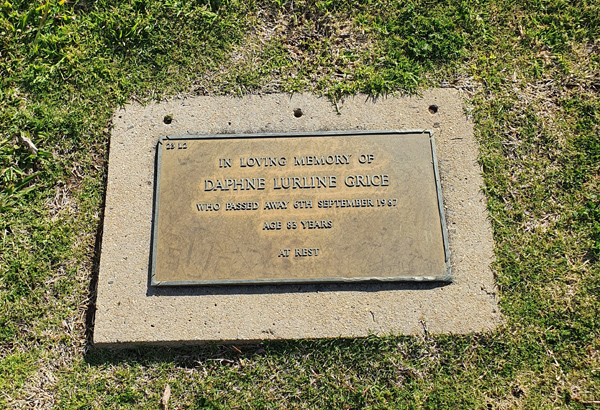 IN LOVING MEMORY OF
DAPHNE LURLINE GRICE
WHO PASSED AWAY 6TH SEPTEMBER 1987
AGE 83 YEARS
AT REST